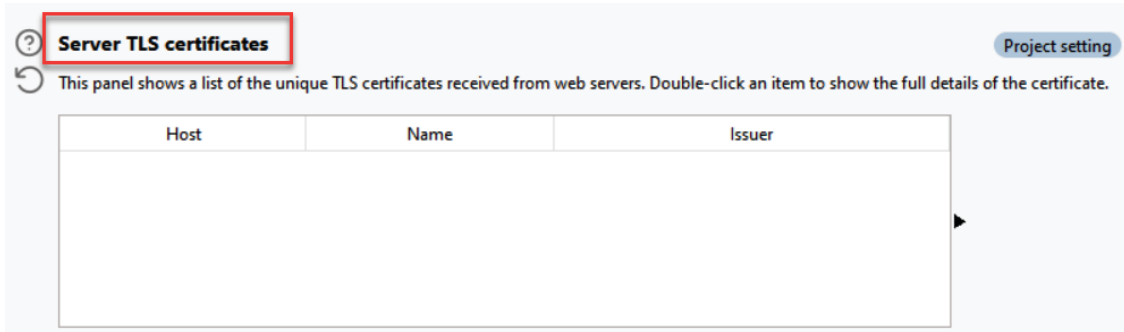 Server TLS certificates
Project setting
This panel shows a list of the unique TLS certificates received from web servers. Double-click an item to show the full details of the certificate.
Host Name Issuer